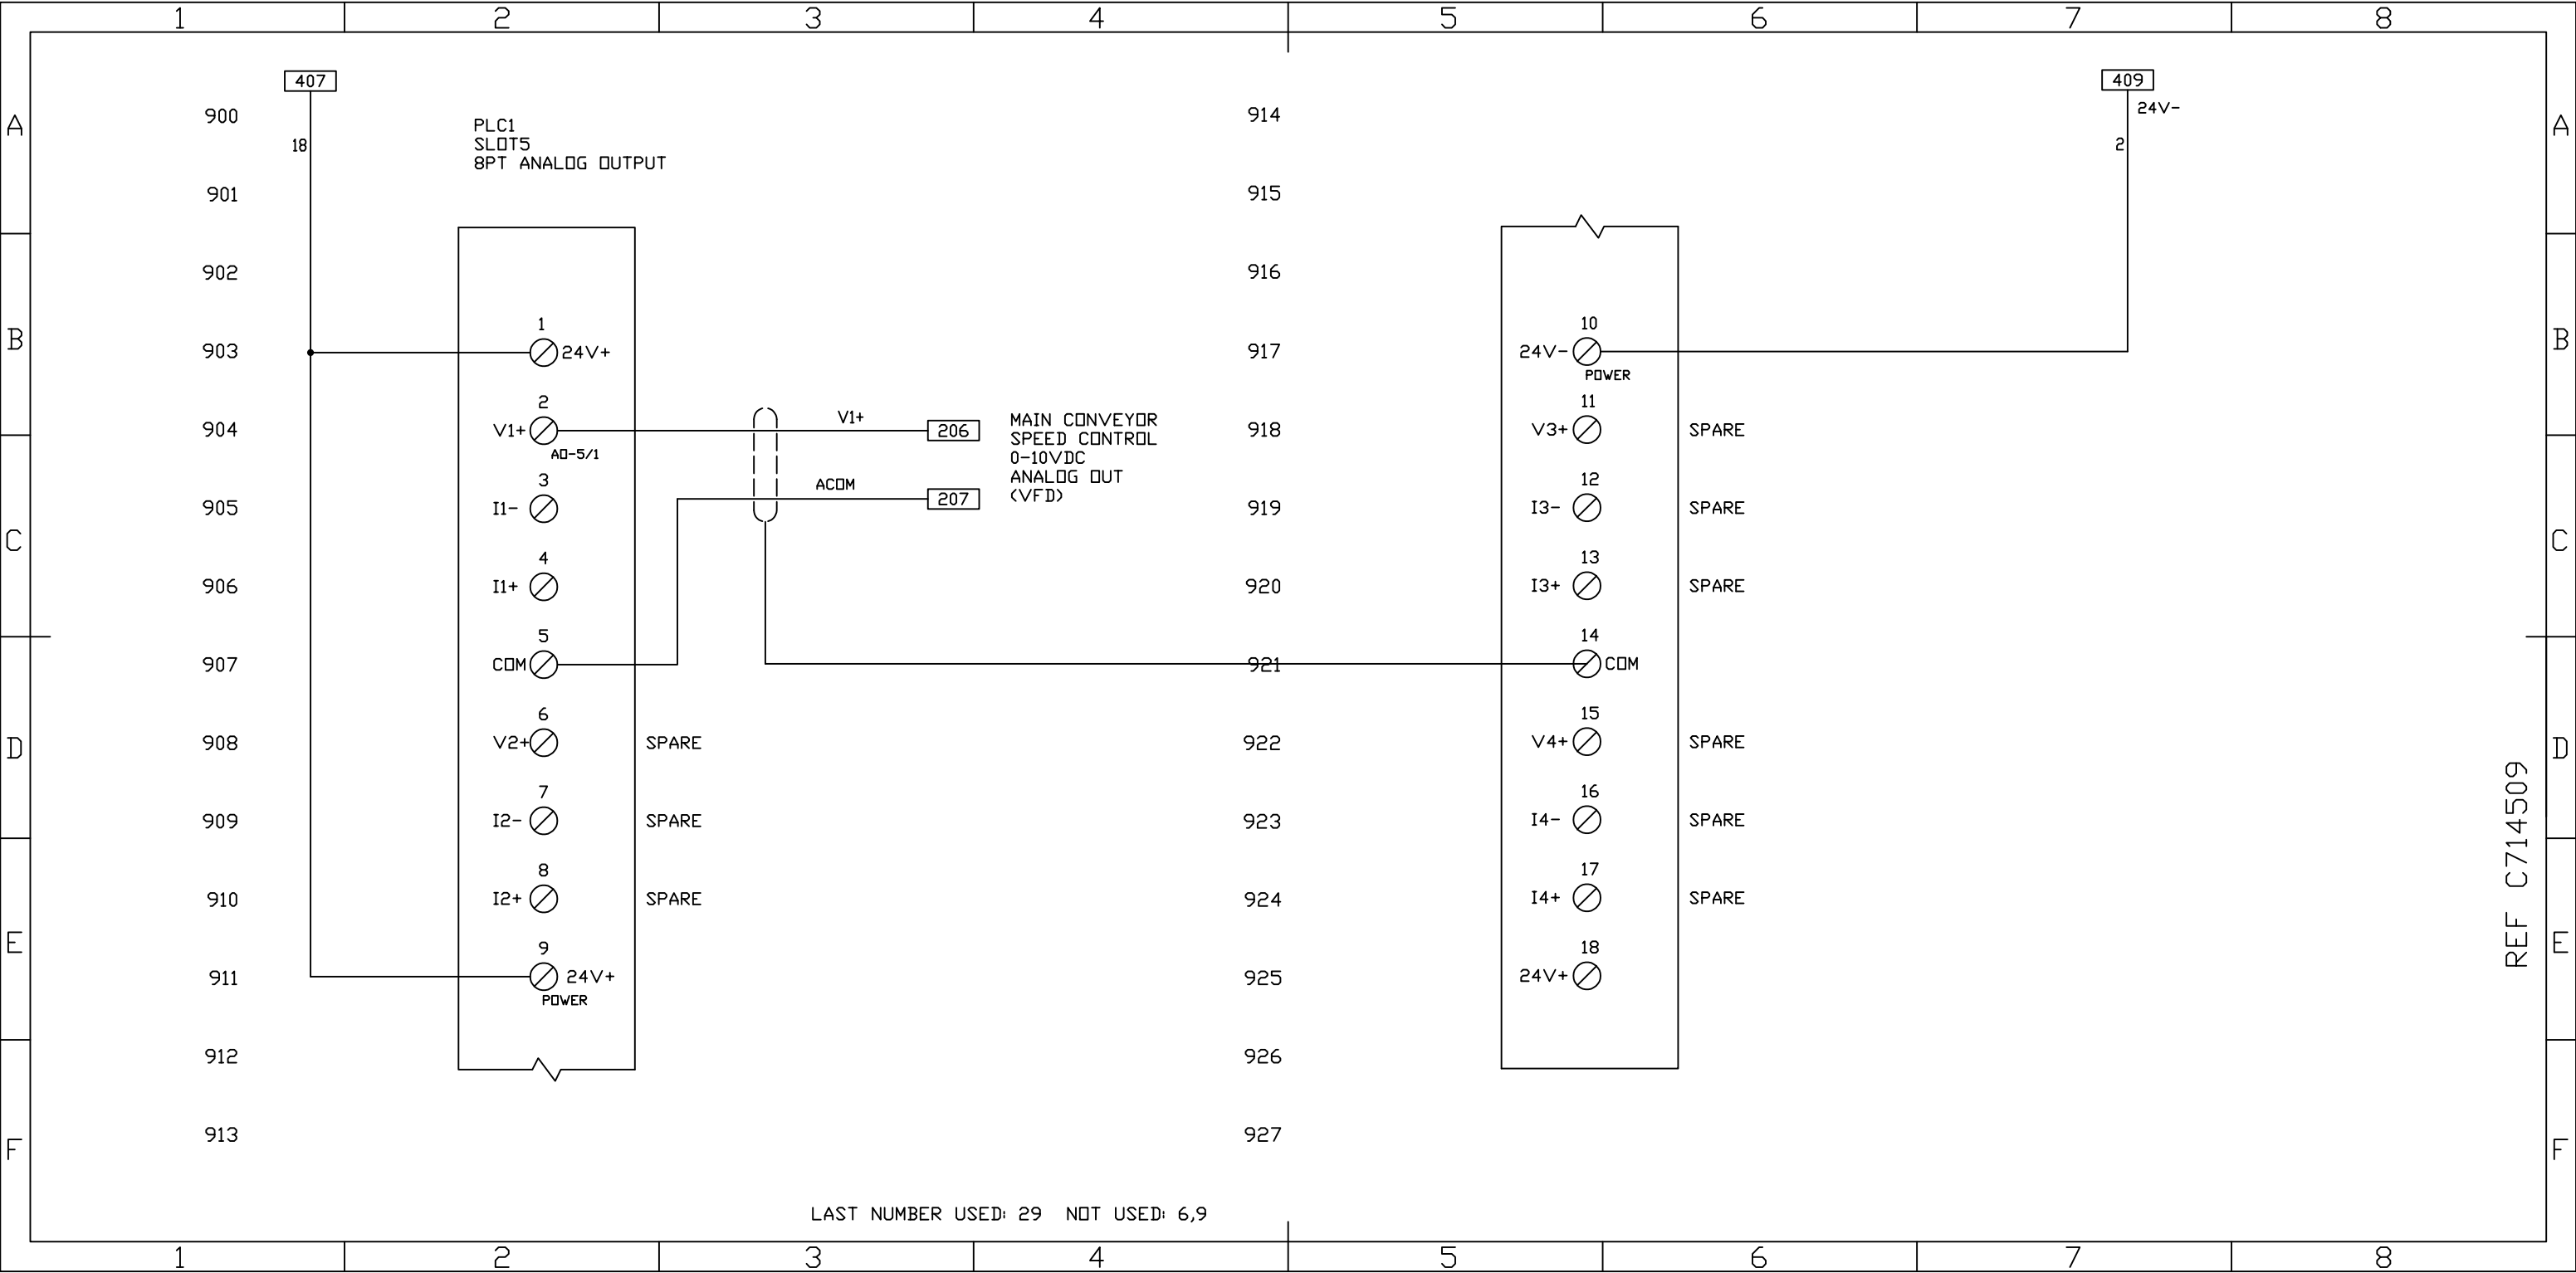 1 2 3 4 5 6 7 8
A
B
C
D
E
F
407
18
900
901
902
903
904
905
906
907
908
909
910
911
912
913
PLC1
SLOT5
8PT ANALOG OUTPUT
1
24V+
2
V1+
AO-5/1
3
I1-
4
I1+
5
COM
6
V2+ SPARE
7
I2- SPARE
8
I2+ SPARE
9
24V+
POWER
V1+
206
ACOM
207
MAIN CONVEYOR
SPEED CONTROL
0-10VDC
ANALOG OUT
(VFD)
914
915
916
917
918
919
920
921
922
923
924
925
926
927
10
24V-
POWER
11
V3+ SPARE
12
I3- SPARE
13
I3+ SPARE
14
COM
15
V4+ SPARE
16
I4- SPARE
17
I4+ SPARE
18
24V+
409
24V-
2
A
B
C
D
E
F
REF C714509
LAST NUMBER USED: 29 NOT USED: 6,9
1 2 3 4 5 6 7 8